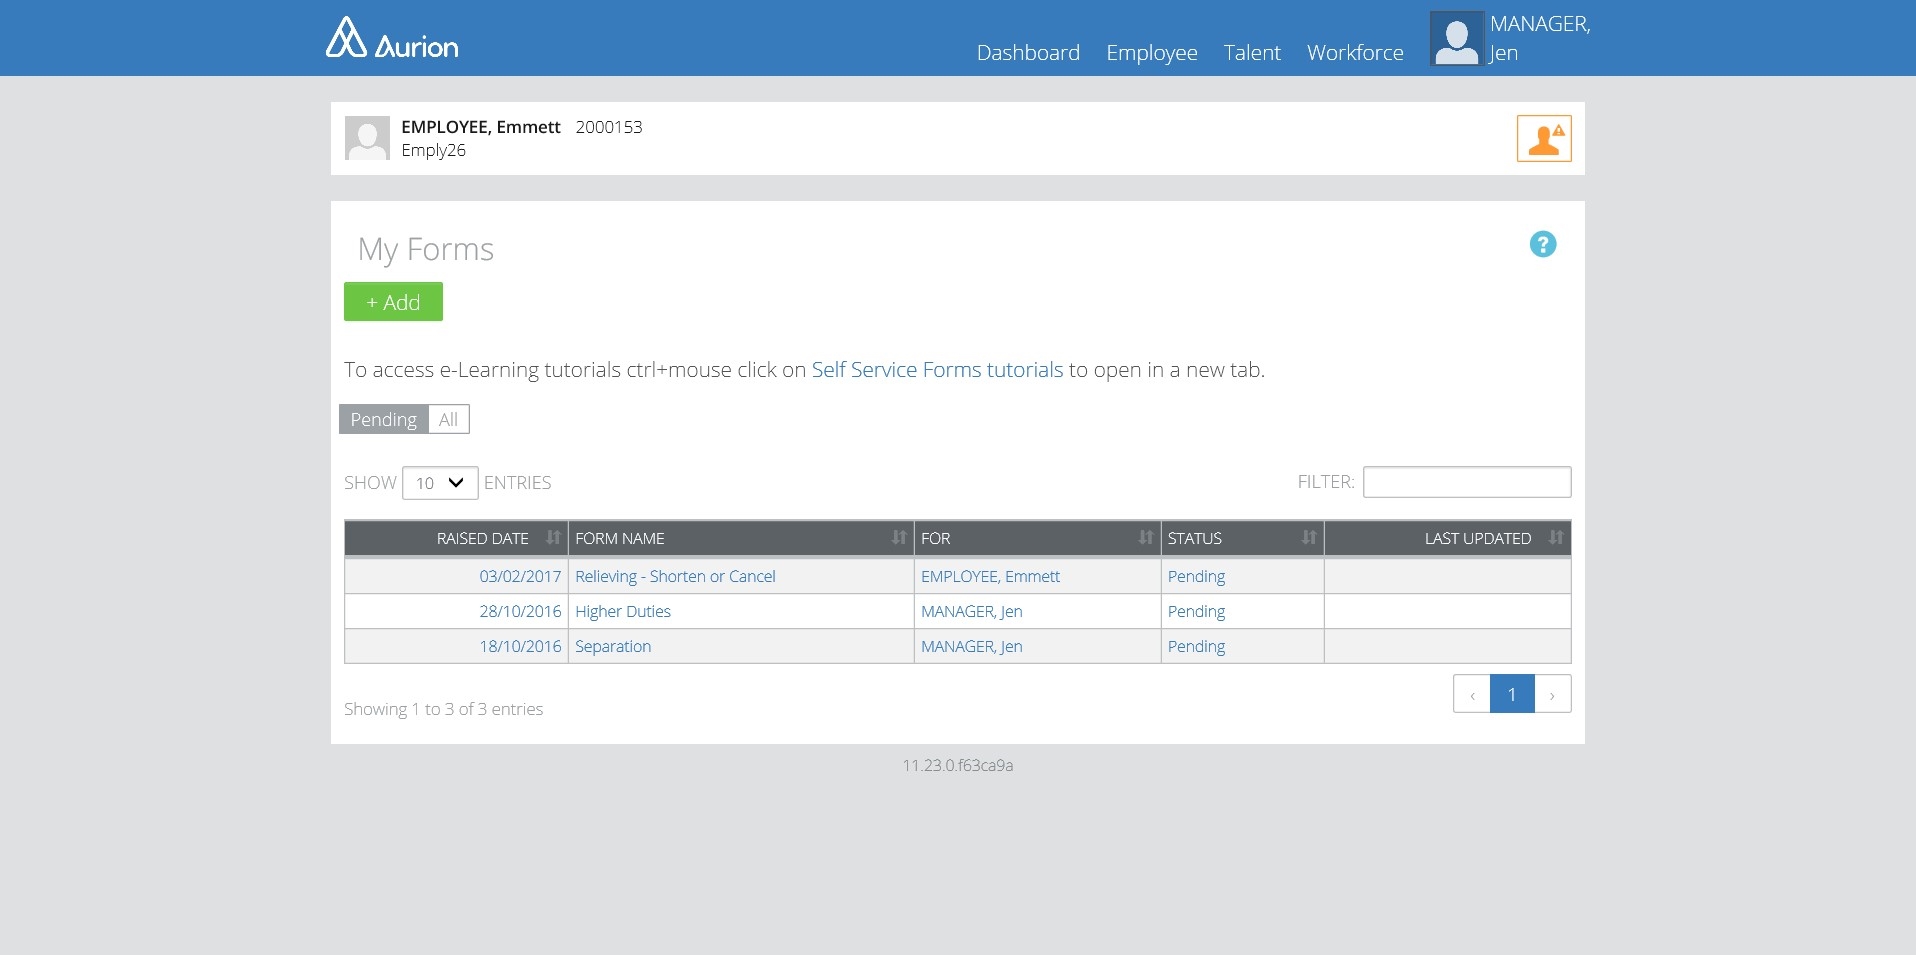 Aurion
Dashboard Employee Talent Workforce MANAGER,
Jen
EMPLOYEE, Emmett 2000153
Emply26
My Forms
?
+ Add
To access e-Learning tutorials ctrl+mouse click on Self Service Forms tutorials to open in a new tab.
Pending All
SHOW 10 ENTRIES FILTER:
RAISED DATE FORM NAME FOR STATUS LAST UPDATED
03/02/2017 Relieving - Shorten or Cancel EMPLOYEE, Emmett Pending
28/10/2016 Higher Duties MANAGER, Jen Pending
18/10/2016 Separation MANAGER, Jen Pending
‹ 1 ›
Showing 1 to 3 of 3 entries
11.23.0.f63ca9a